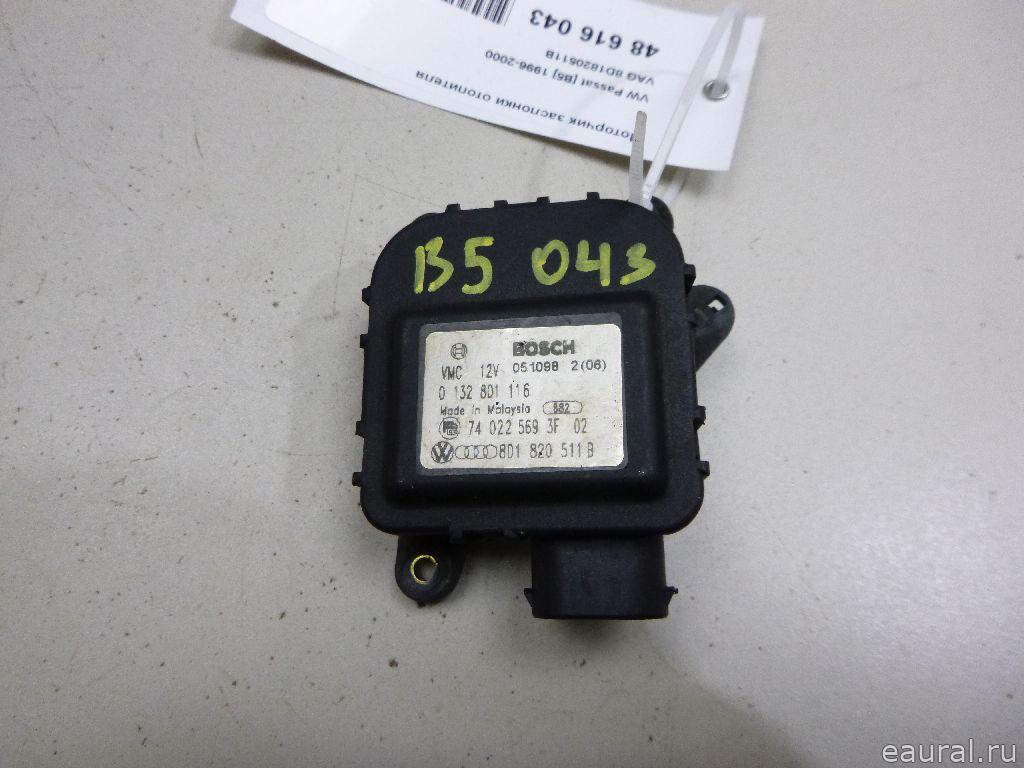 48 616 043
VAG 8D1820511B
VW Passat [B5] 1996-2000
Моторчик заслонки отопителя
B5 043
BOSCH
VMC 12V 051098 2(06)
0 132 801 116
Made in Malaysia 882
74 022 569 3F 02
8D1 820 511 B
eaural.ru